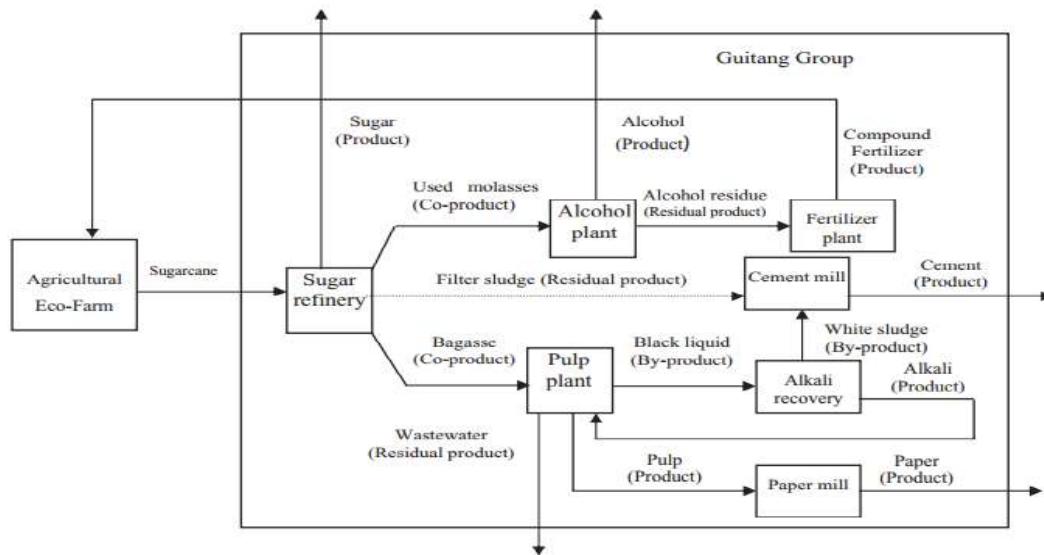 Guitang Group
Sugar
(Product)
Alcohol
(Product)
Compound
Fertilizer
(Product)
Used molasses
(Co-product)
Alcohol residue
(Residual product)
Alcohol
plant
Fertilizer
plant
Agricultural
Eco-Farm
Sugarcane
Sugar
refinery
Filter sludge (Residual product)
Cement mill
Cement
(Product)
White sludge
(By-product)
Bagasse
(Co-product)
Pulp
plant
Black liquid
(By-product)
Alkali
recovery
Alkali
(Product)
Wastewater
(Residual product)
Pulp
(Product)
Paper mill
Paper
(Product)